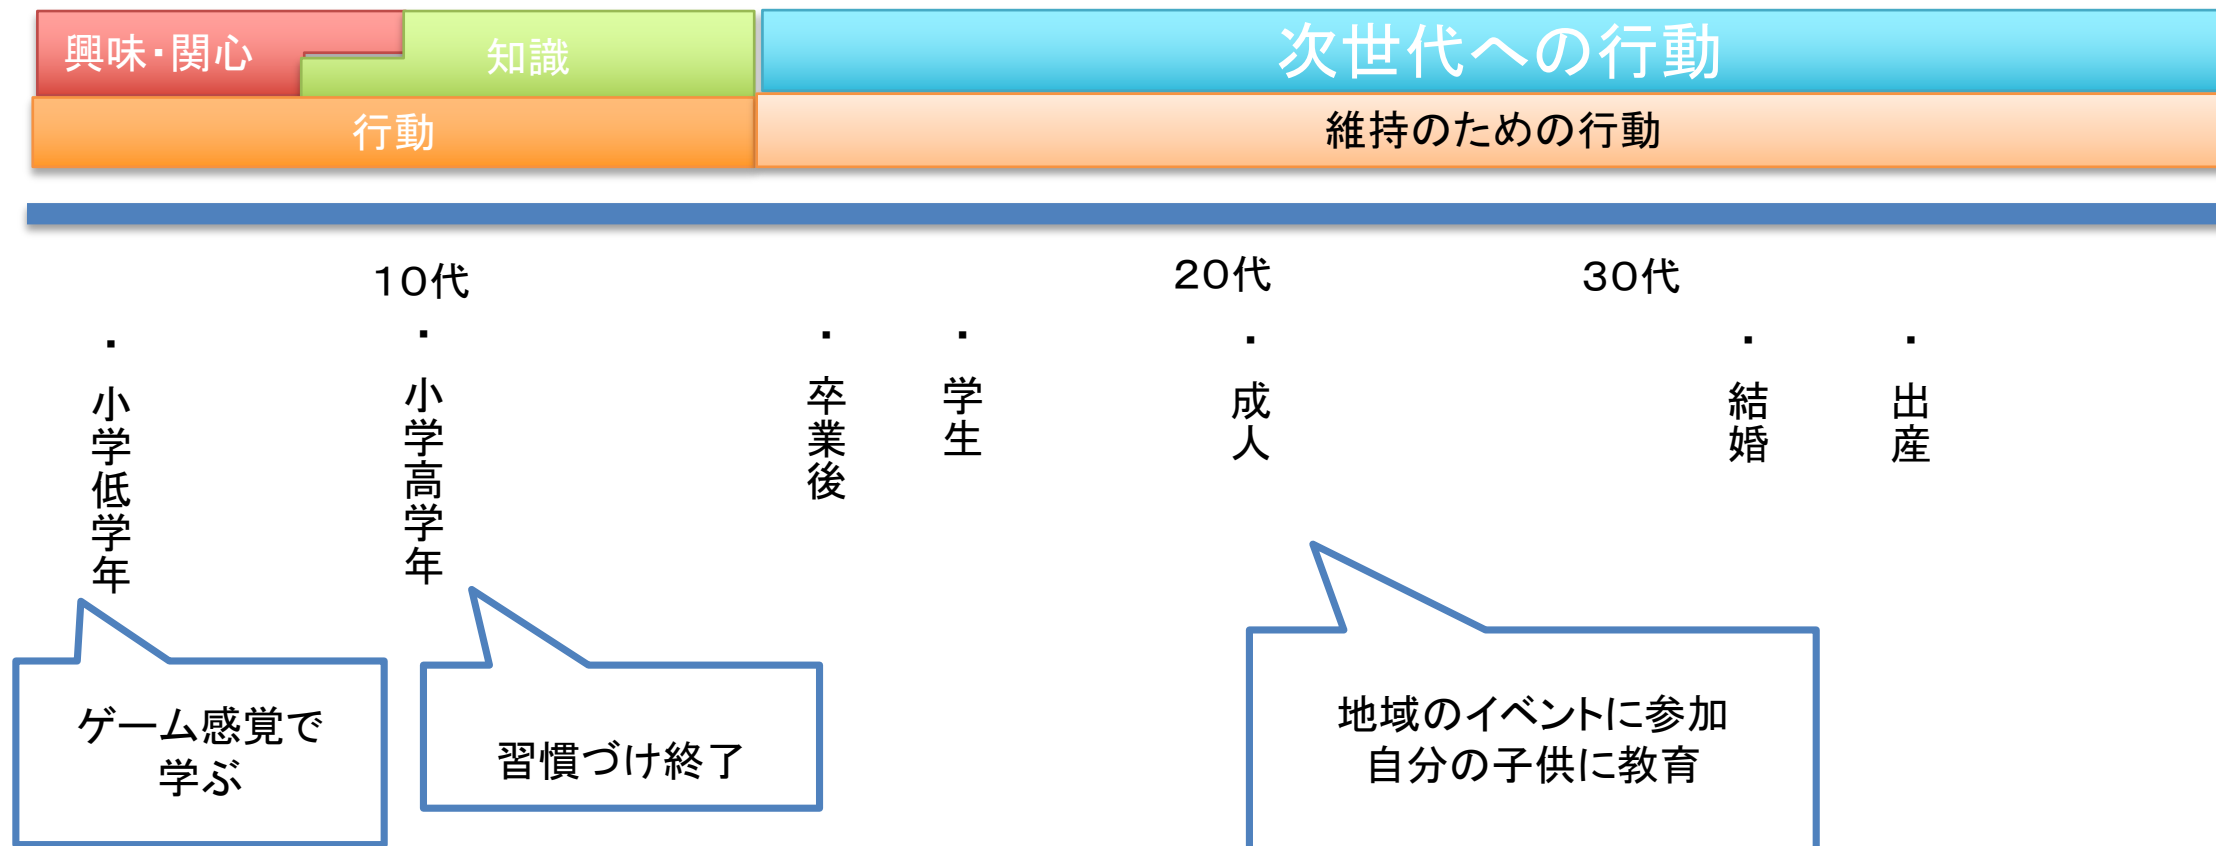 興味・関心
知識
次世代への行動
行動
維持のための行動
10代
20代
30代
・小学低学年
・小学高学年
・卒業後
・学生
・成人
・結婚
・出産
ゲーム感覚で
学ぶ
習慣づけ終了
地域のイベントに参加
自分の子供に教育